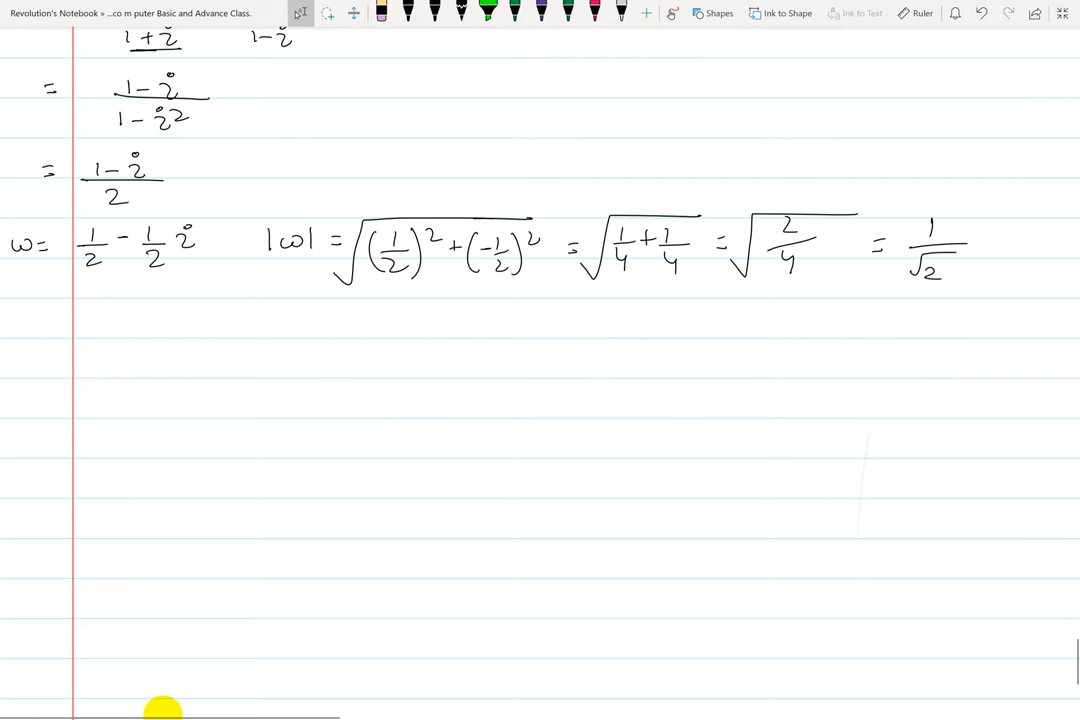 Revolution's Notebook » ...co m puter Basic and Advance Class.
Shapes
Ink to Shape
Ink to Text
Ruler
1+i 1-i
= 1-i
1-i2
= 1-i
2
w= 1/2 - 1/2 i |w| = √(1/2)2+(-1/2)2 = √1/4+1/4 = √2/4 = 1/√2